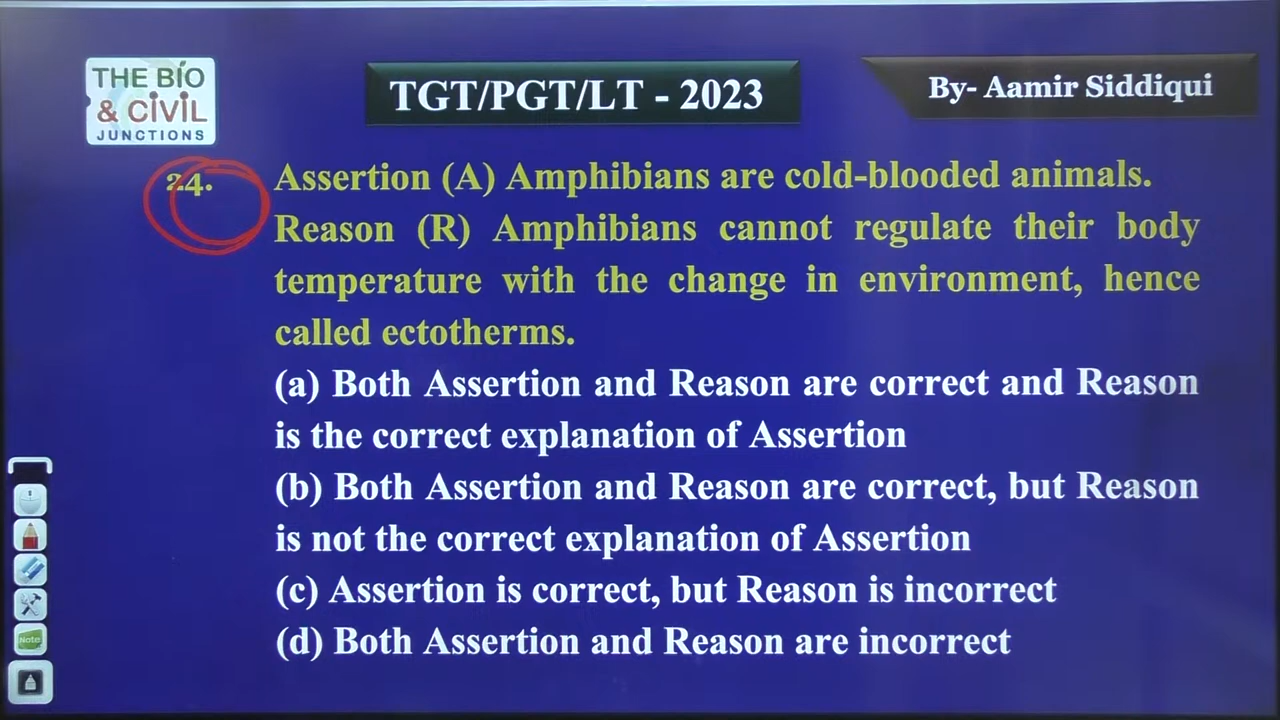 THE BIO
& CIVIL
JUNCTIONS
TGT/PGT/LT - 2023
By- Aamir Siddiqui
24.
Assertion (A) Amphibians are cold-blooded animals.
Reason (R) Amphibians cannot regulate their body
temperature with the change in environment, hence
called ectotherms.
(a) Both Assertion and Reason are correct and Reason
is the correct explanation of Assertion
(b) Both Assertion and Reason are correct, but Reason
is not the correct explanation of Assertion
(c) Assertion is correct, but Reason is incorrect
(d) Both Assertion and Reason are incorrect
Note